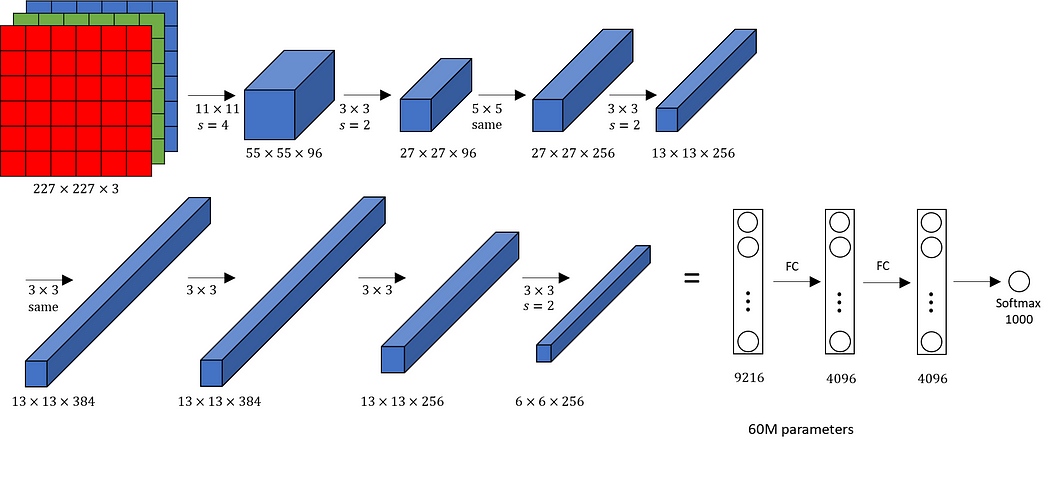 11 × 11
s = 4
3 × 3
s = 2
5 × 5
same
3 × 3
s = 2
227 × 227 × 3
55 × 55 × 96
27 × 27 × 96
27 × 27 × 256
13 × 13 × 256
3 × 3
same
3 × 3
3 × 3
3 × 3
s = 2
=
FC
FC
Softmax
1000
13 × 13 × 384
13 × 13 × 384
13 × 13 × 256
6 × 6 × 256
9216
4096
4096
60M parameters